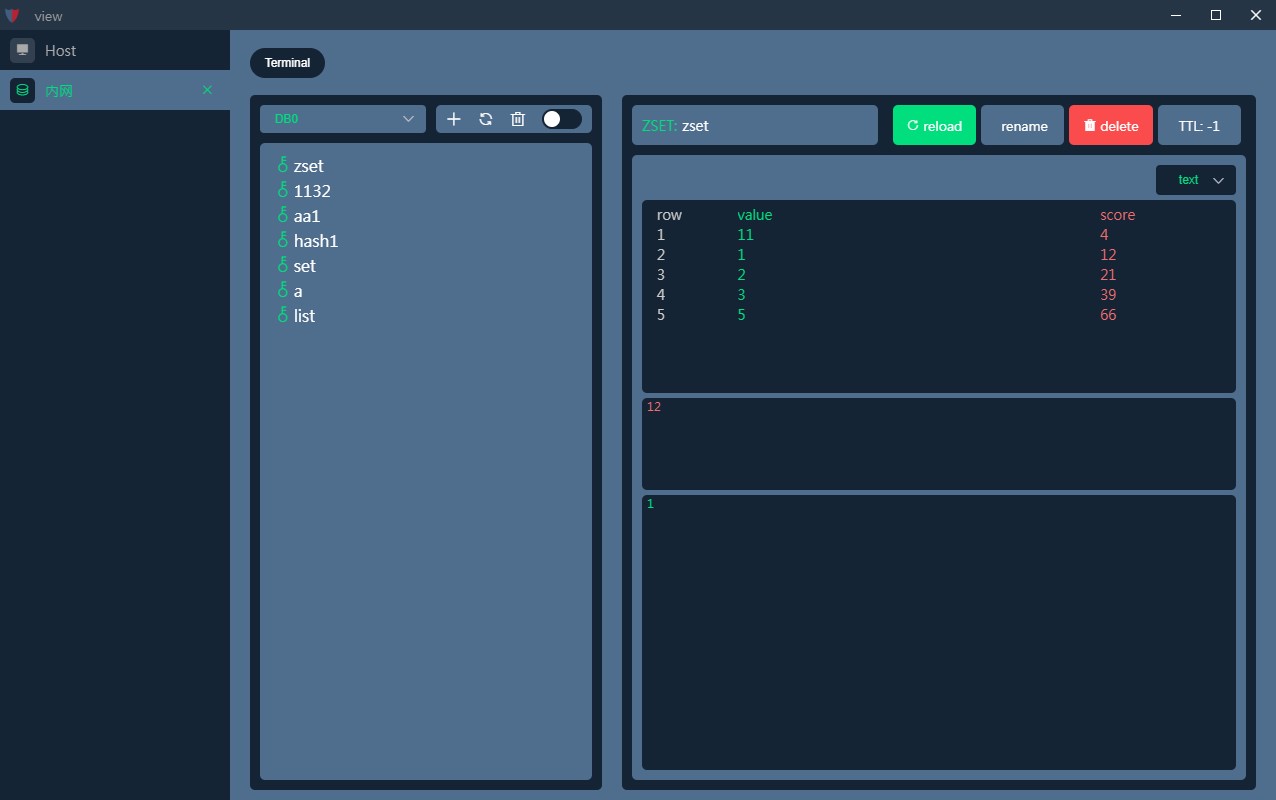 view
Host
内网
Terminal
DB0
zset
1132
aa1
hash1
set
a
list
ZSET: zset
reload
rename
delete
TTL: -1
text
row value score
1 11 4
2 1 12
3 2 21
4 3 39
5 5 66
12
1